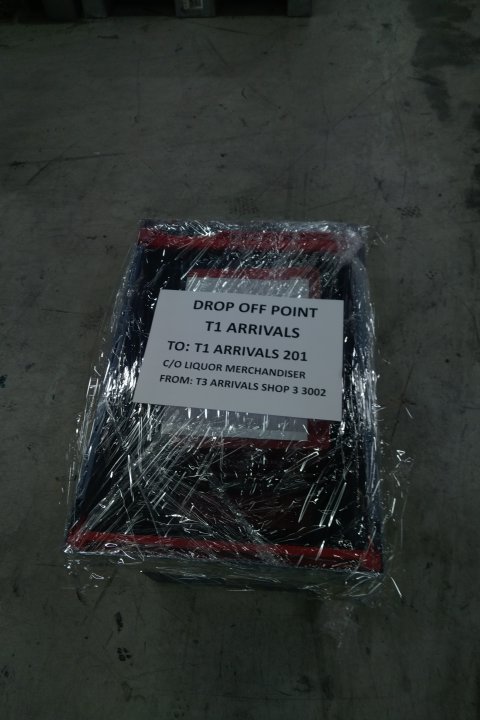 DROP OFF POINT
T1 ARRIVALS
TO: T1 ARRIVALS 201
C/O LIQUOR MERCHANDISER
FROM: T3 ARRIVALS SHOP 3 3002